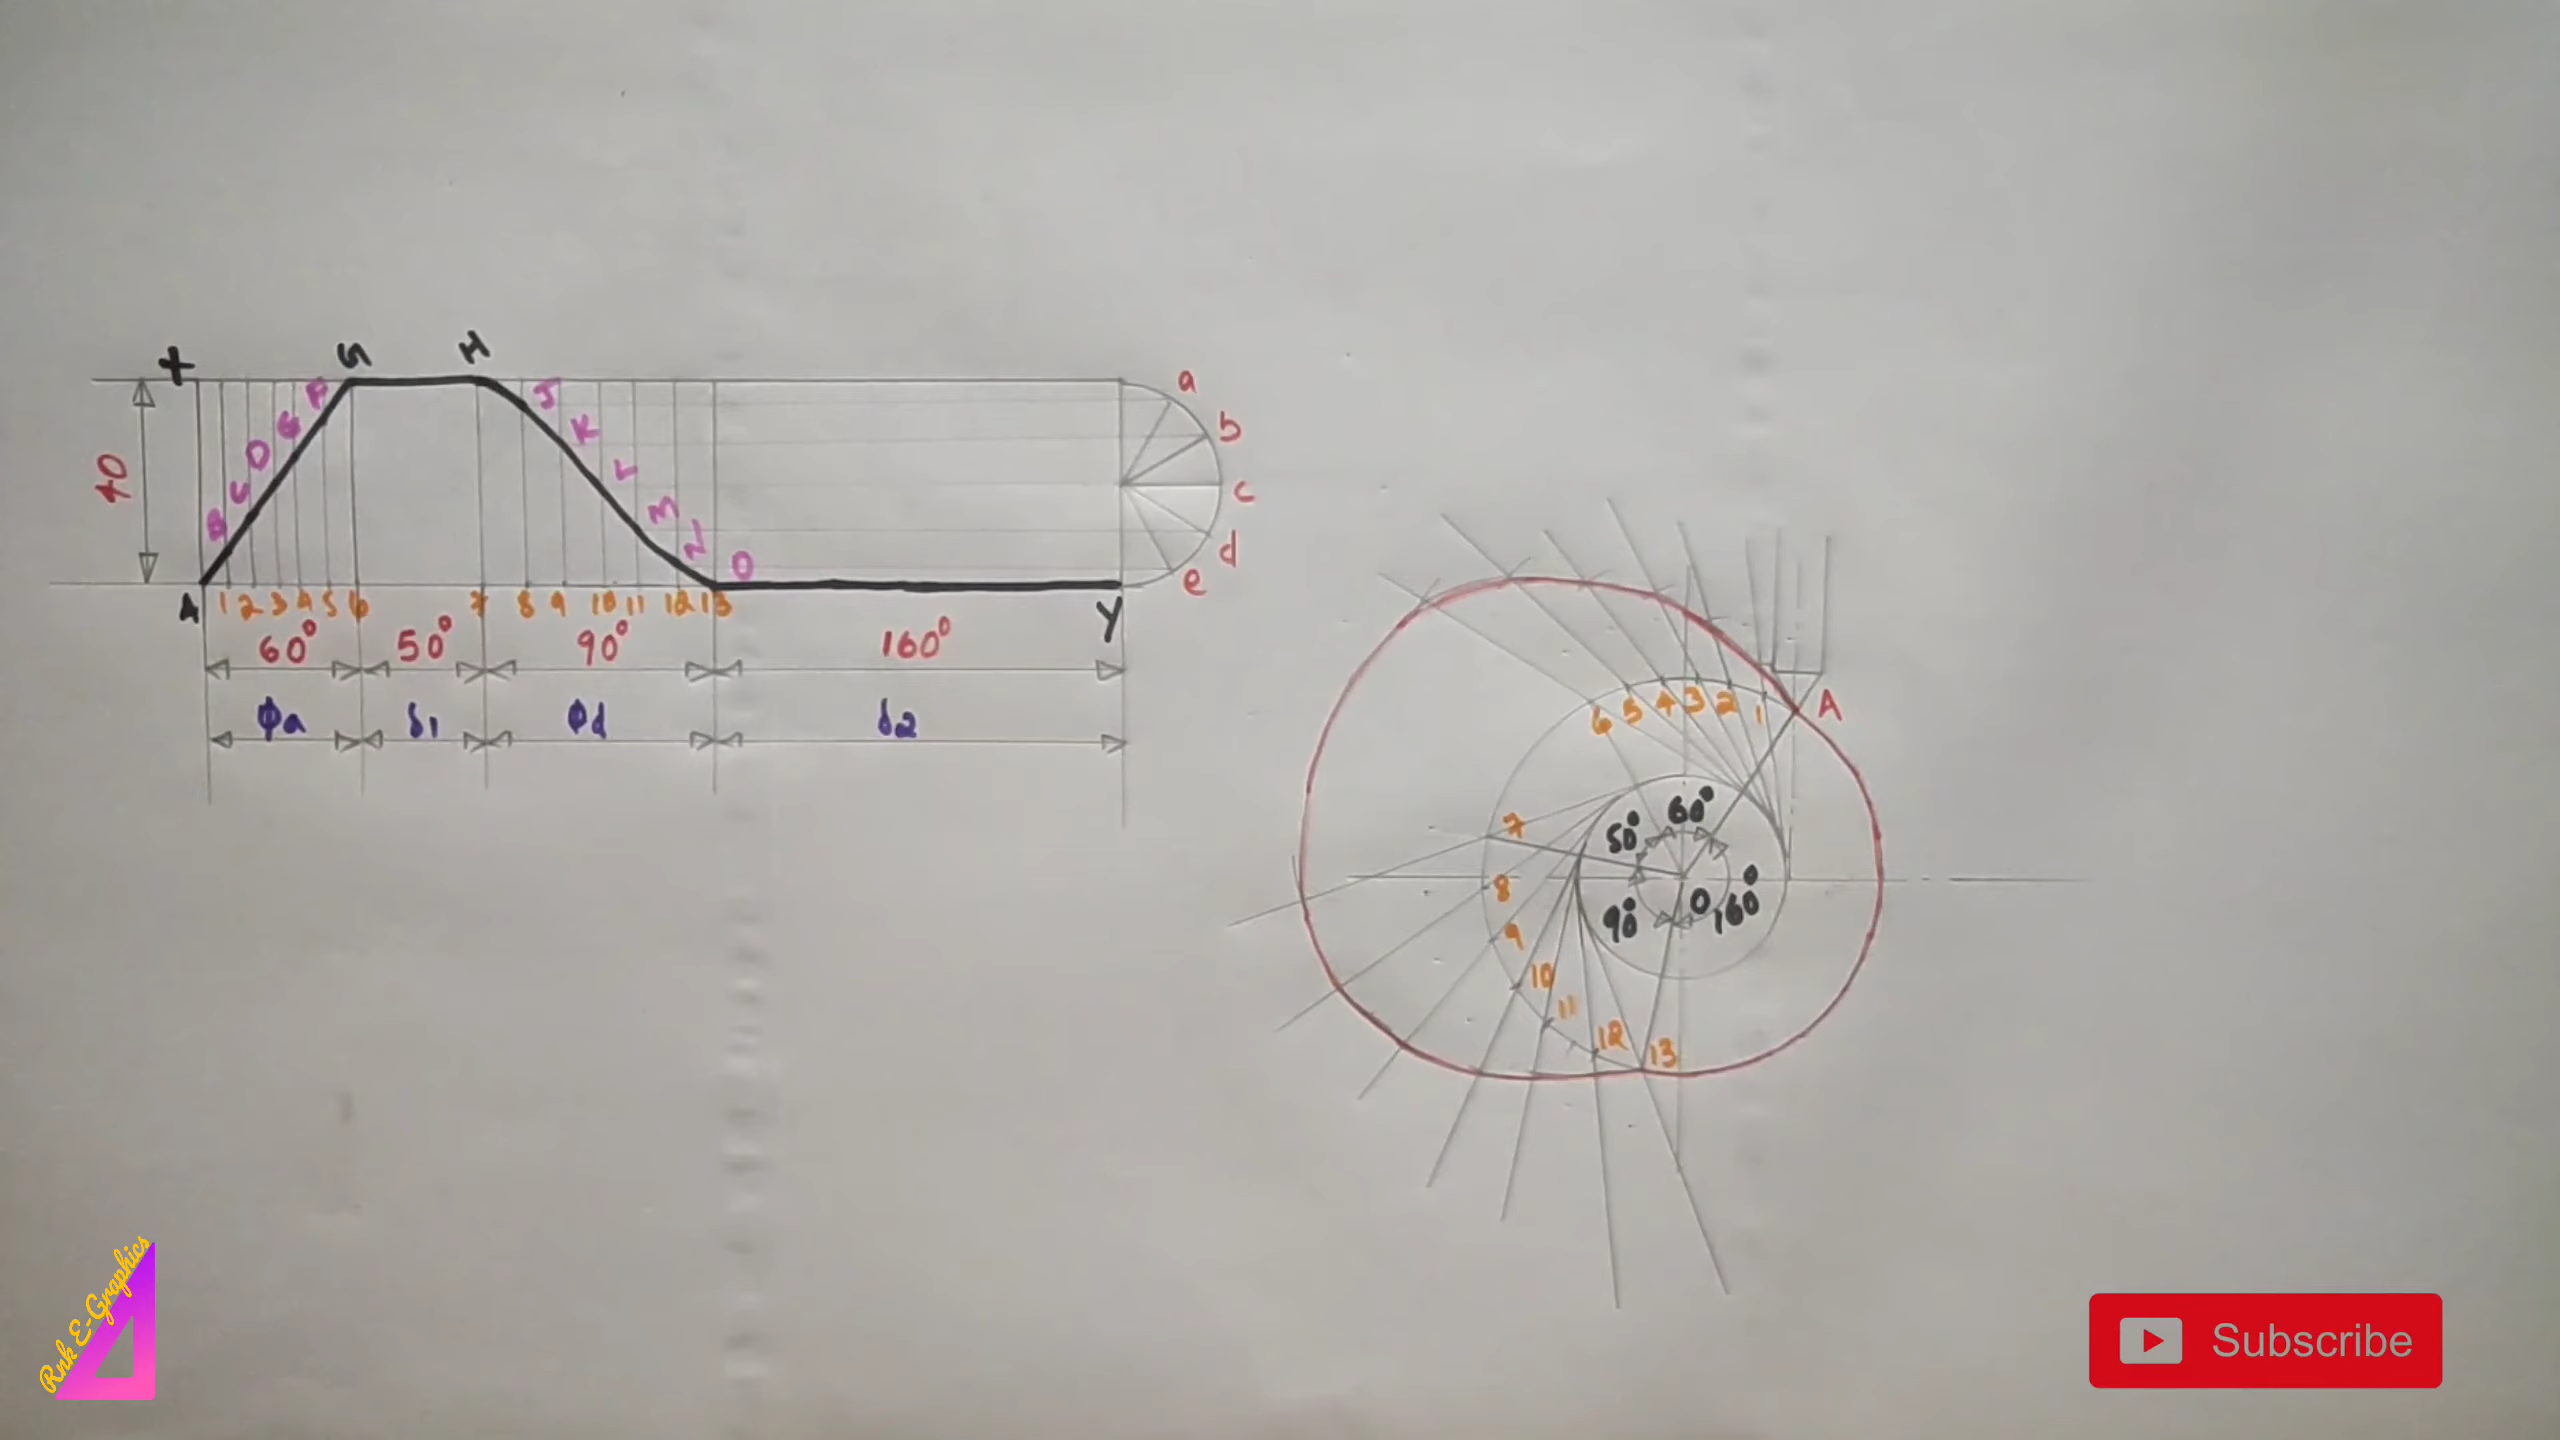 X G H
F J
E K
D L
C M
B N
O
40
a
b
c
d
e
A 1 2 3 4 5 6 7 8 9 10 11 12 13 Y
60° 50° 90° 160°
ϕa δ1 ϕd δ2
6 5 4 3 2 1 A
7
8
9
10
11
12
13
60°
50°
90°
O
160°
Rnk E-Graphics
Subscribe